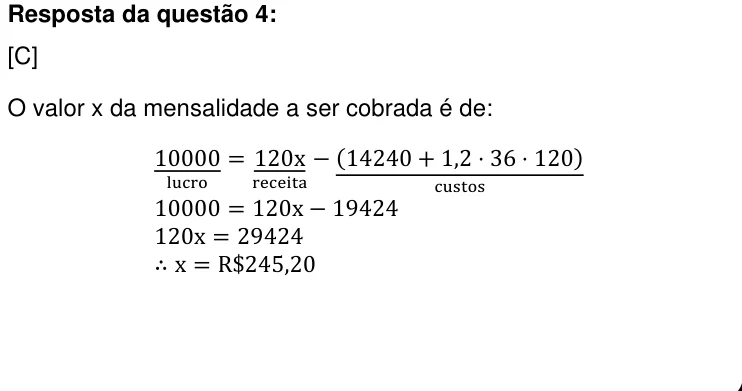 Resposta da questão 4:
[C]
O valor x da mensalidade a ser cobrada é de:
10000 = 120x − (14240 + 1,2 · 36 · 120)
lucro receita custos
10000 = 120x − 19424
120x = 29424
∴ x = R$245,20